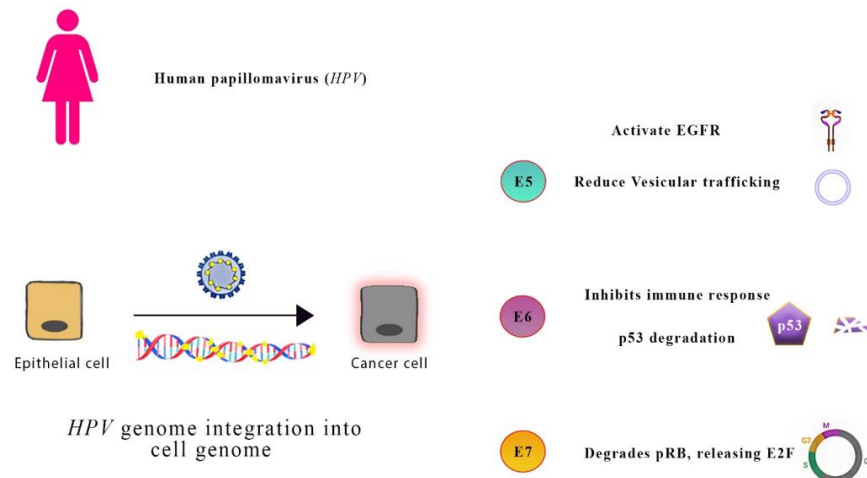 Human papillomavirus (HPV)
Activate EGFR
E5
Reduce Vesicular trafficking
Epithelial cell
Cancer cell
HPV genome integration into
cell genome
E6
Inhibits immune response
p53 degradation
p53
E7
Degrades pRB, releasing E2F
M
G2
S
G